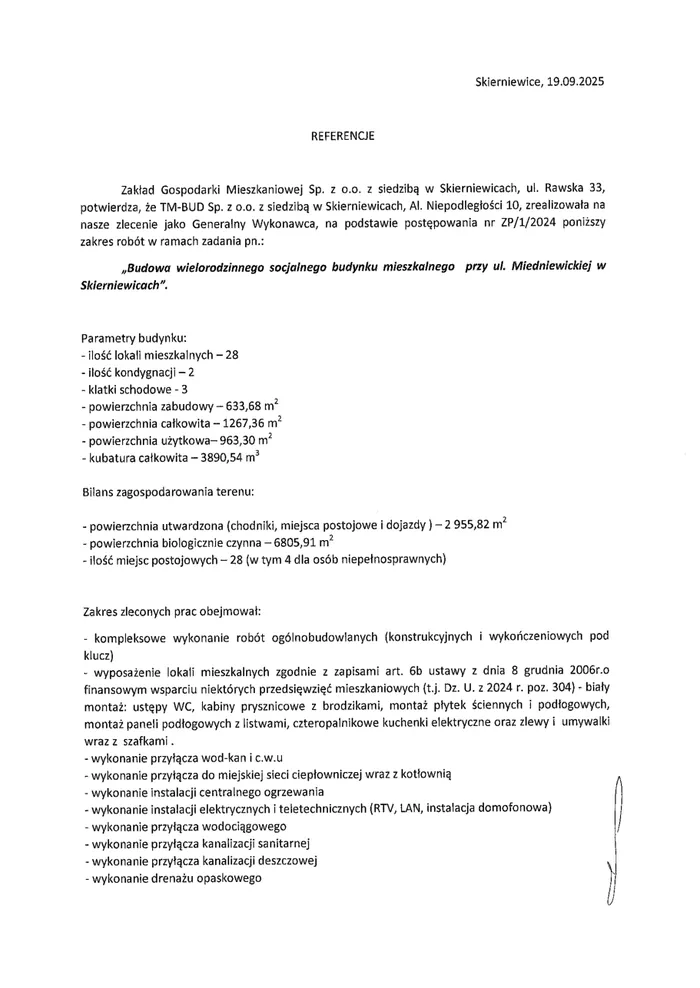 Skierniewice, 19.09.2025
REFERENCJE
Zakład Gospodarki Mieszkaniowej Sp. z o.o. z siedzibą w Skierniewicach, ul. Rawska 33,
potwierdza, że TM-BUD Sp. z o.o. z siedzibą w Skierniewicach, Al. Niepodległości 10, zrealizowała na
nasze zlecenie jako Generalny Wykonawca, na podstawie postępowania nr ZP/1/2024 poniższy
zakres robót w ramach zadania pn.:
„Budowa wielorodzinnego socjalnego budynku mieszkalnego przy ul. Miedniewickiej w
Skierniewicach".
Parametry budynku:
- ilość lokali mieszkalnych – 28
- ilość kondygnacji – 2
- klatki schodowe - 3
- powierzchnia zabudowy – 633,68 m²
- powierzchnia całkowita – 1267,36 m²
- powierzchnia użytkowa– 963,30 m²
- kubatura całkowita – 3890,54 m³
Bilans zagospodarowania terenu:
- powierzchnia utwardzona (chodniki, miejsca postojowe i dojazdy ) – 2 955,82 m²
- powierzchnia biologicznie czynna – 6805,91 m²
- ilość miejsc postojowych – 28 (w tym 4 dla osób niepełnosprawnych)
Zakres zleconych prac obejmował:
- kompleksowe wykonanie robót ogólnobudowlanych (konstrukcyjnych i wykończeniowych pod
klucz)
- wyposażenie lokali mieszkalnych zgodnie z zapisami art. 6b ustawy z dnia 8 grudnia 2006r.o
finansowym wsparciu niektórych przedsięwzięć mieszkaniowych (t.j. Dz. U. z 2024 r. poz. 304) - biały
montaż: ustępy WC, kabiny prysznicowe z brodzikami, montaż płytek ściennych i podłogowych,
montaż paneli podłogowych z listwami, czteropalnikowe kuchenki elektryczne oraz zlewy i umywalki
wraz z szafkami .
- wykonanie przyłącza wod-kan i c.w.u
- wykonanie przyłącza do miejskiej sieci ciepłowniczej wraz z kotłownią
- wykonanie instalacji centralnego ogrzewania
- wykonanie instalacji elektrycznych i teletechnicznych (RTV, LAN, instalacja domofonowa)
- wykonanie przyłącza wodociągowego
- wykonanie przyłącza kanalizacji sanitarnej
- wykonanie przyłącza kanalizacji deszczowej
- wykonanie drenażu opaskowego